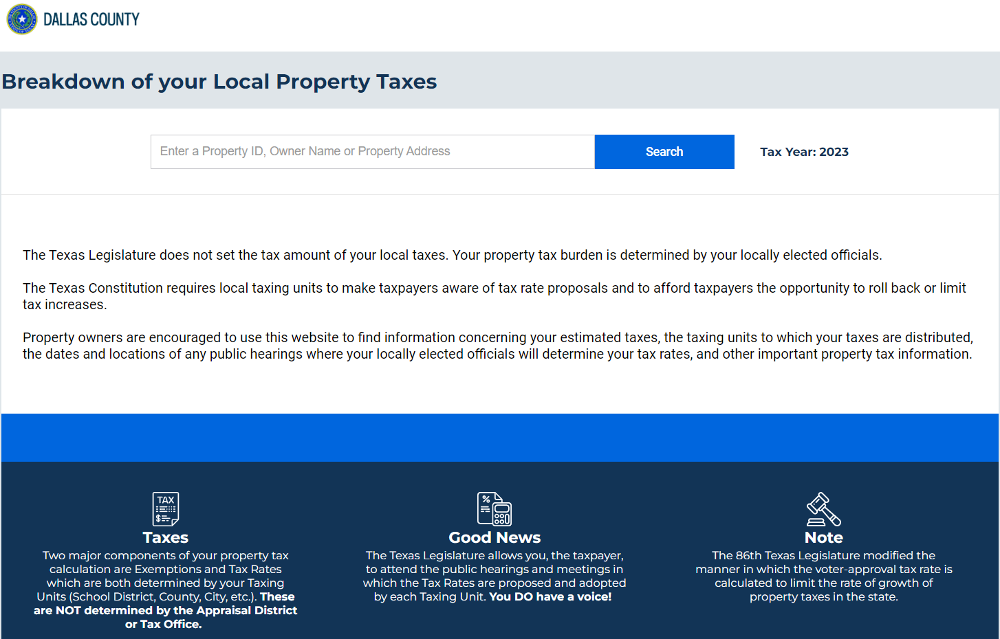 DALLAS COUNTY
Breakdown of your Local Property Taxes
Enter a Property ID, Owner Name or Property Address
Search
Tax Year: 2023
The Texas Legislature does not set the tax amount of your local taxes. Your property tax burden is determined by your locally elected officials.
The Texas Constitution requires local taxing units to make taxpayers aware of tax rate proposals and to afford taxpayers the opportunity to roll back or limit
tax increases.
Property owners are encouraged to use this website to find information concerning your estimated taxes, the taxing units to which your taxes are distributed,
the dates and locations of any public hearings where your locally elected officials will determine your tax rates, and other important property tax information.
TAX
$
Taxes
Two major components of your property tax
calculation are Exemptions and Tax Rates
which are both determined by your Taxing
Units (School District, County, City, etc.). These
are NOT determined by the Appraisal District
or Tax Office.
%
Good News
The Texas Legislature allows you, the taxpayer,
to attend the public hearings and meetings in
which the Tax Rates are proposed and adopted
by each Taxing Unit. You DO have a voice!
Note
The 86th Texas Legislature modified the
manner in which the voter-approval tax rate is
calculated to limit the rate of growth of
property taxes in the state.